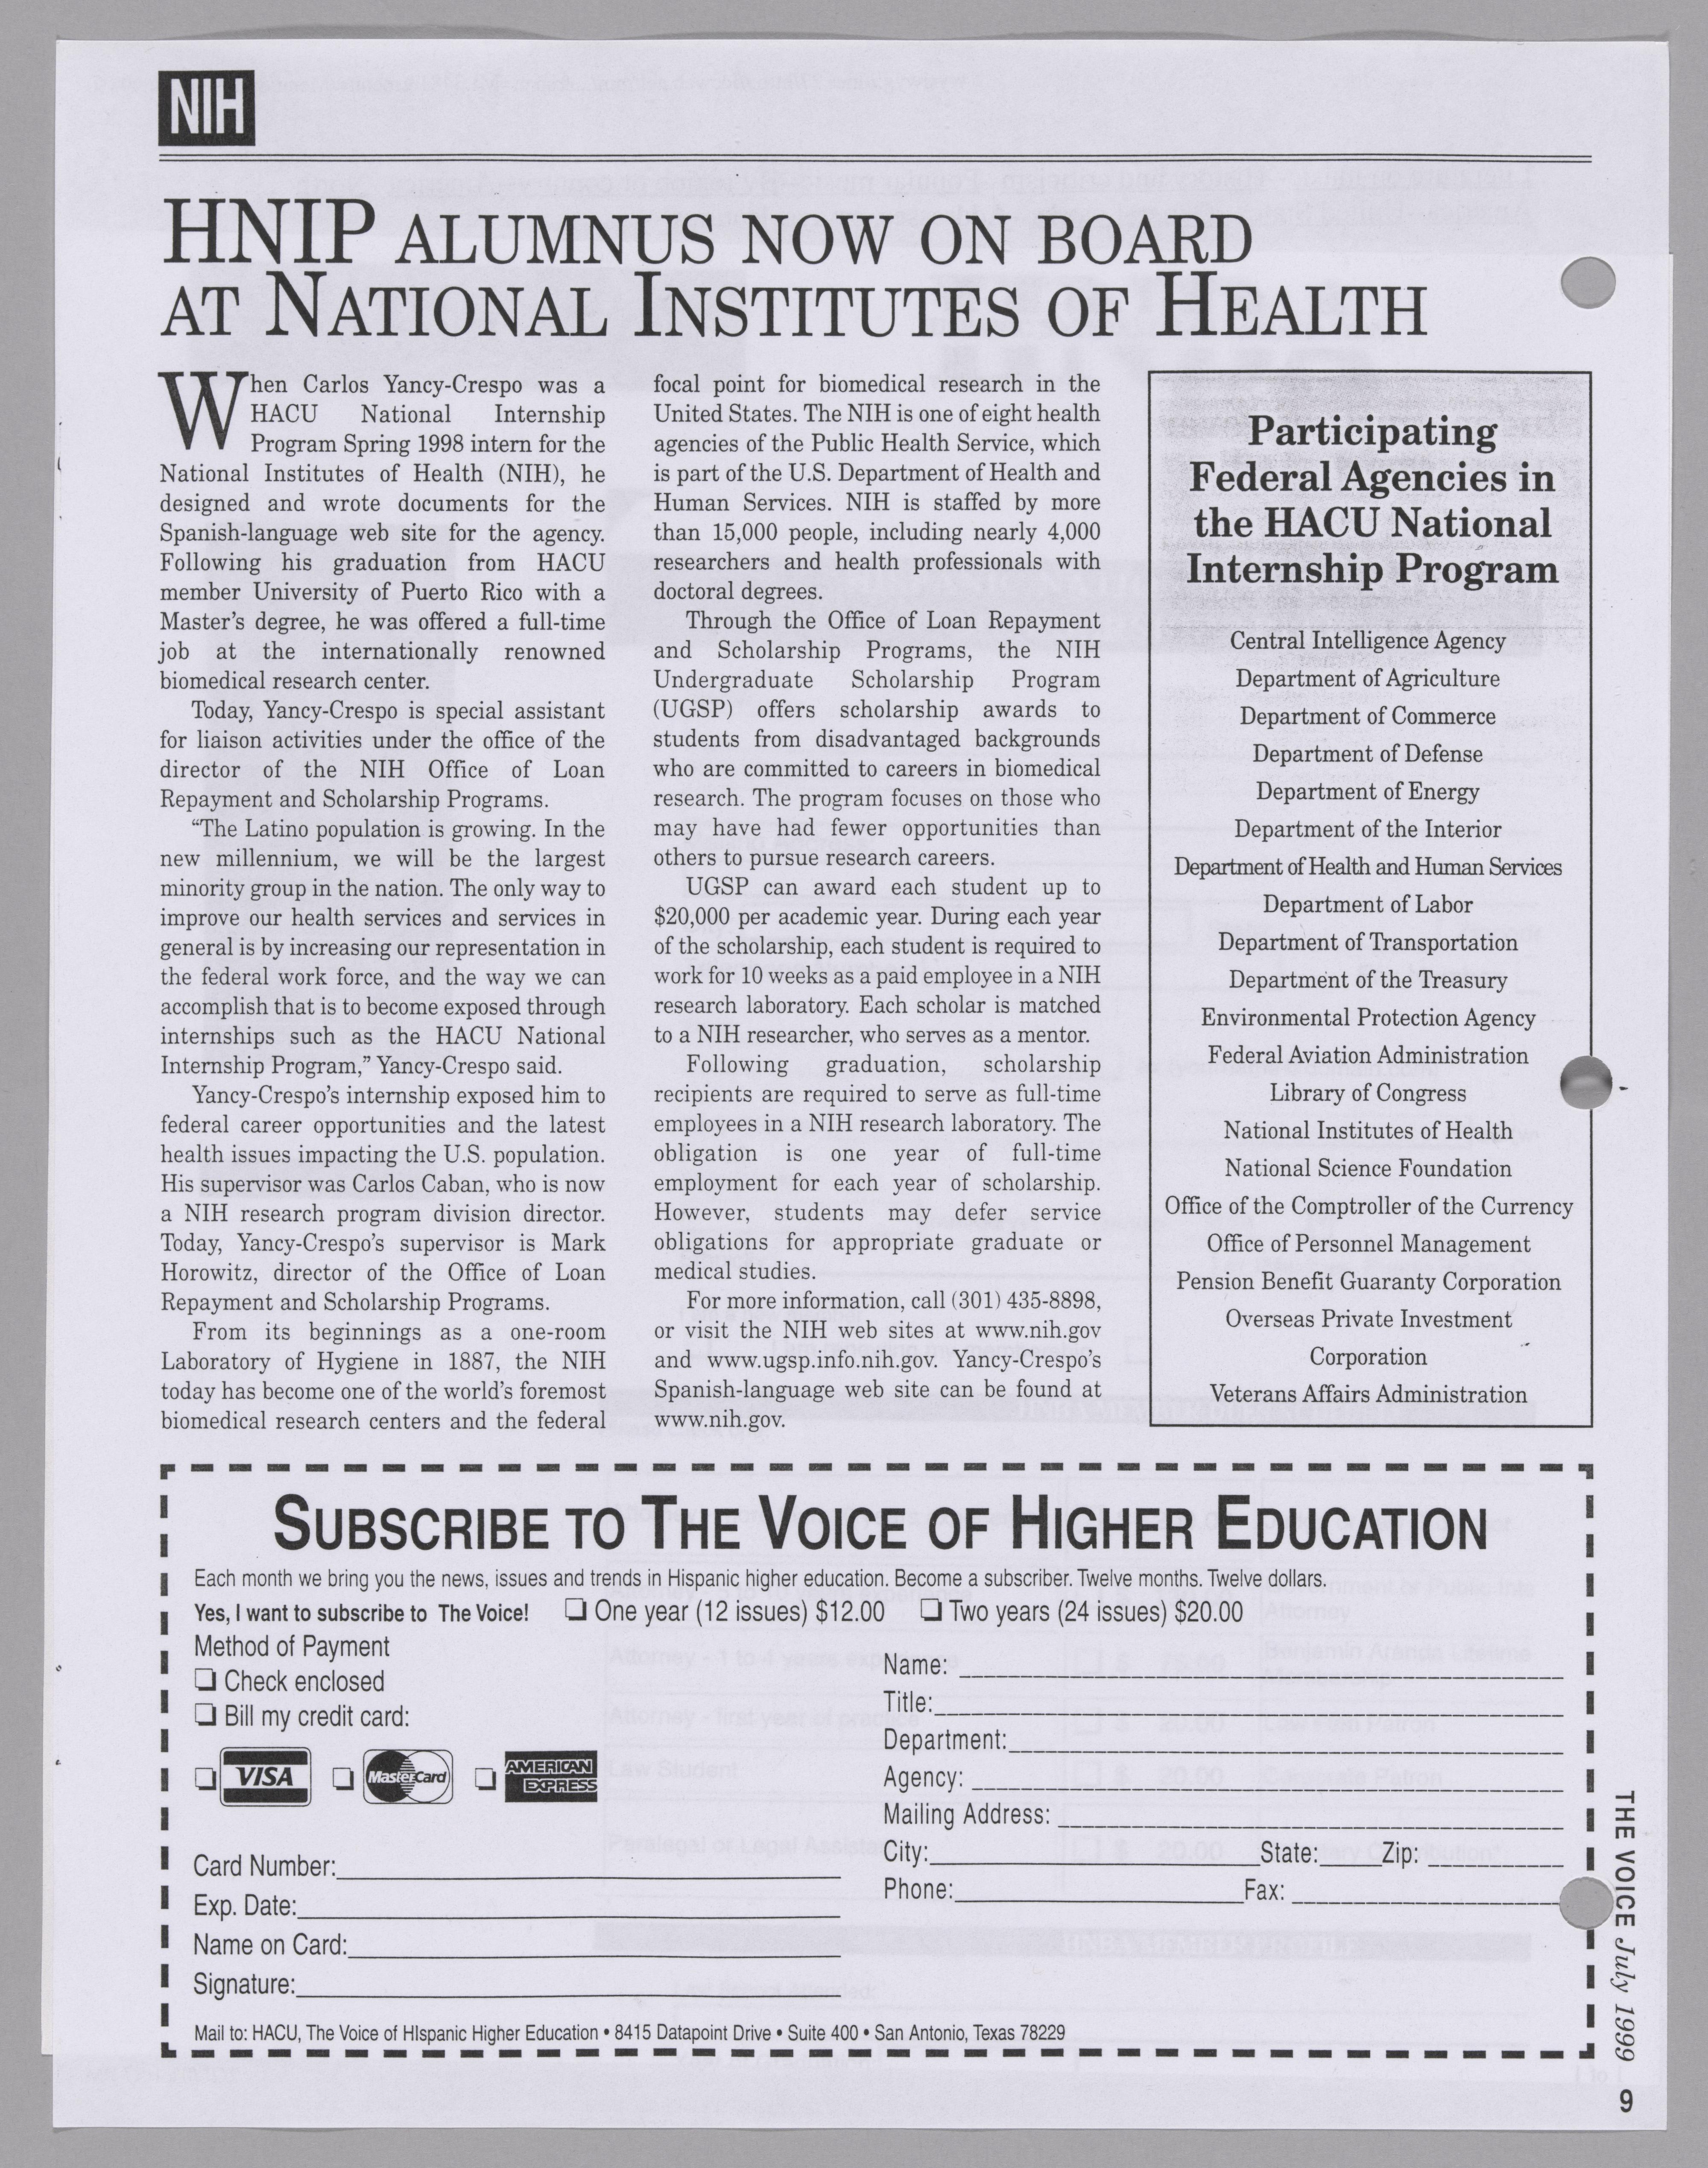 NIH
HNIP ALUMNUS NOW ON BOARD
AT NATIONAL INSTITUTES OF HEALTH
When Carlos Yancy-Crespo was a
HACU National Internship
Program Spring 1998 intern for the
National Institutes of Health (NIH), he
designed and wrote documents for the
Spanish-language web site for the agency.
Following his graduation from HACU
member University of Puerto Rico with a
Master's degree, he was offered a full-time
job at the internationally renowned
biomedical research center.
Today, Yancy-Crespo is special assistant
for liaison activities under the office of the
director of the NIH Office of Loan
Repayment and Scholarship Programs.
“The Latino population is growing. In the
new millennium, we will be the largest
minority group in the nation. The only way to
improve our health services and services in
general is by increasing our representation in
the federal work force, and the way we can
accomplish that is to become exposed through
internships such as the HACU National
Internship Program,” Yancy-Crespo said.
Yancy-Crespo's internship exposed him to
federal career opportunities and the latest
health issues impacting the U.S. population.
His supervisor was Carlos Caban, who is now
a NIH research program division director.
Today, Yancy-Crespo's supervisor is Mark
Horowitz, director of the Office of Loan
Repayment and Scholarship Programs.
From its beginnings as a one-room
Laboratory of Hygiene in 1887, the NIH
today has become one of the world's foremost
biomedical research centers and the federal
focal point for biomedical research in the
United States. The NIH is one of eight health
agencies of the Public Health Service, which
is part of the U.S. Department of Health and
Human Services. NIH is staffed by more
than 15,000 people, including nearly 4,000
researchers and health professionals with
doctoral degrees.
Through the Office of Loan Repayment
and Scholarship Programs, the NIH
Undergraduate Scholarship Program
(UGSP) offers scholarship awards to
students from disadvantaged backgrounds
who are committed to careers in biomedical
research. The program focuses on those who
may have had fewer opportunities than
others to pursue research careers.
UGSP can award each student up to
$20,000 per academic year. During each year
of the scholarship, each student is required to
work for 10 weeks as a paid employee in a NIH
research laboratory. Each scholar is matched
to a NIH researcher, who serves as a mentor.
Following graduation, scholarship
recipients are required to serve as full-time
employees in a NIH research laboratory. The
obligation is one year of full-time
employment for each year of scholarship.
However, students may defer service
obligations for appropriate graduate or
medical studies.
For more information, call (301) 435-8898,
or visit the NIH web sites at www.nih.gov
and www.ugsp.info.nih.gov. Yancy-Crespo's
Spanish-language web site can be found at
www.nih.gov.
Participating
Federal Agencies in
the HACU National
Internship Program
Central Intelligence Agency
Department of Agriculture
Department of Commerce
Department of Defense
Department of Energy
Department of the Interior
Department of Health and Human Services
Department of Labor
Department of Transportation
Department of the Treasury
Environmental Protection Agency
Federal Aviation Administration
Library of Congress
National Institutes of Health
National Science Foundation
Office of the Comptroller of the Currency
Office of Personnel Management
Pension Benefit Guaranty Corporation
Overseas Private Investment
Corporation
Veterans Affairs Administration
SUBSCRIBE TO THE VOICE OF HIGHER EDUCATION
Each month we bring you the news, issues and trends in Hispanic higher education. Become a subscriber. Twelve months. Twelve dollars.
Yes, I want to subscribe to The Voice! ❏ One year (12 issues) $12.00 ❏ Two years (24 issues) $20.00
Method of Payment
❏ Check enclosed
❏ Bill my credit card:
❏ VISA ❏ MasterCard ❏ AMERICAN EXPRESS
Card Number:
Exp. Date:
Name on Card:
Signature:
Name:
Title:
Department:
Agency:
Mailing Address:
City: State: Zip:
Phone: Fax:
Mail to: HACU, The Voice of HIspanic Higher Education • 8415 Datapoint Drive • Suite 400 • San Antonio, Texas 78229
THE VOICE July 1999
9